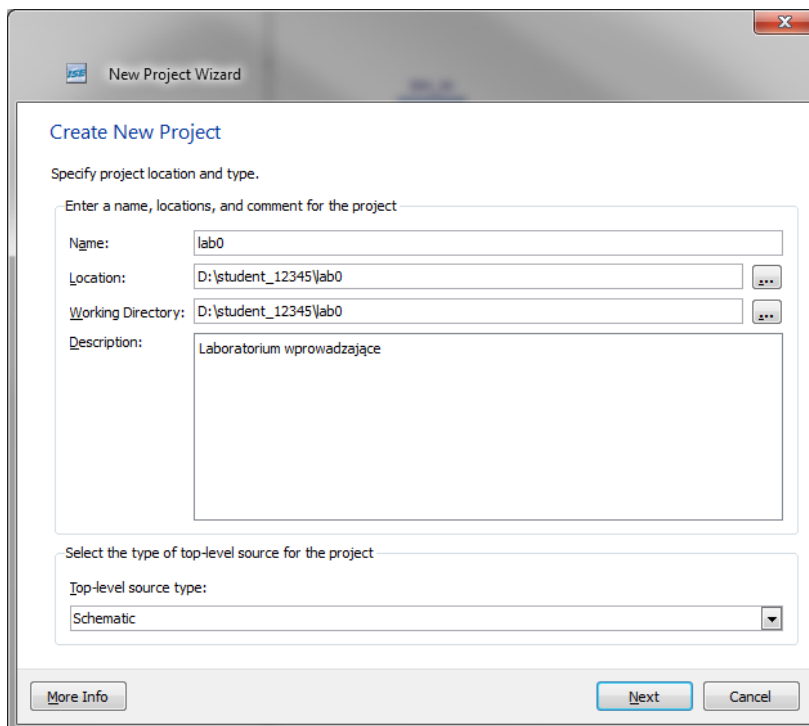 ISE New Project Wizard
Create New Project
Specify project location and type.
Enter a name, locations, and comment for the project
Name: lab0
Location: D:\student_12345\lab0 ...
Working Directory: D:\student_12345\lab0 ...
Description: Laboratorium wprowadzające
Select the type of top-level source for the project
Top-level source type:
Schematic
More Info Next Cancel